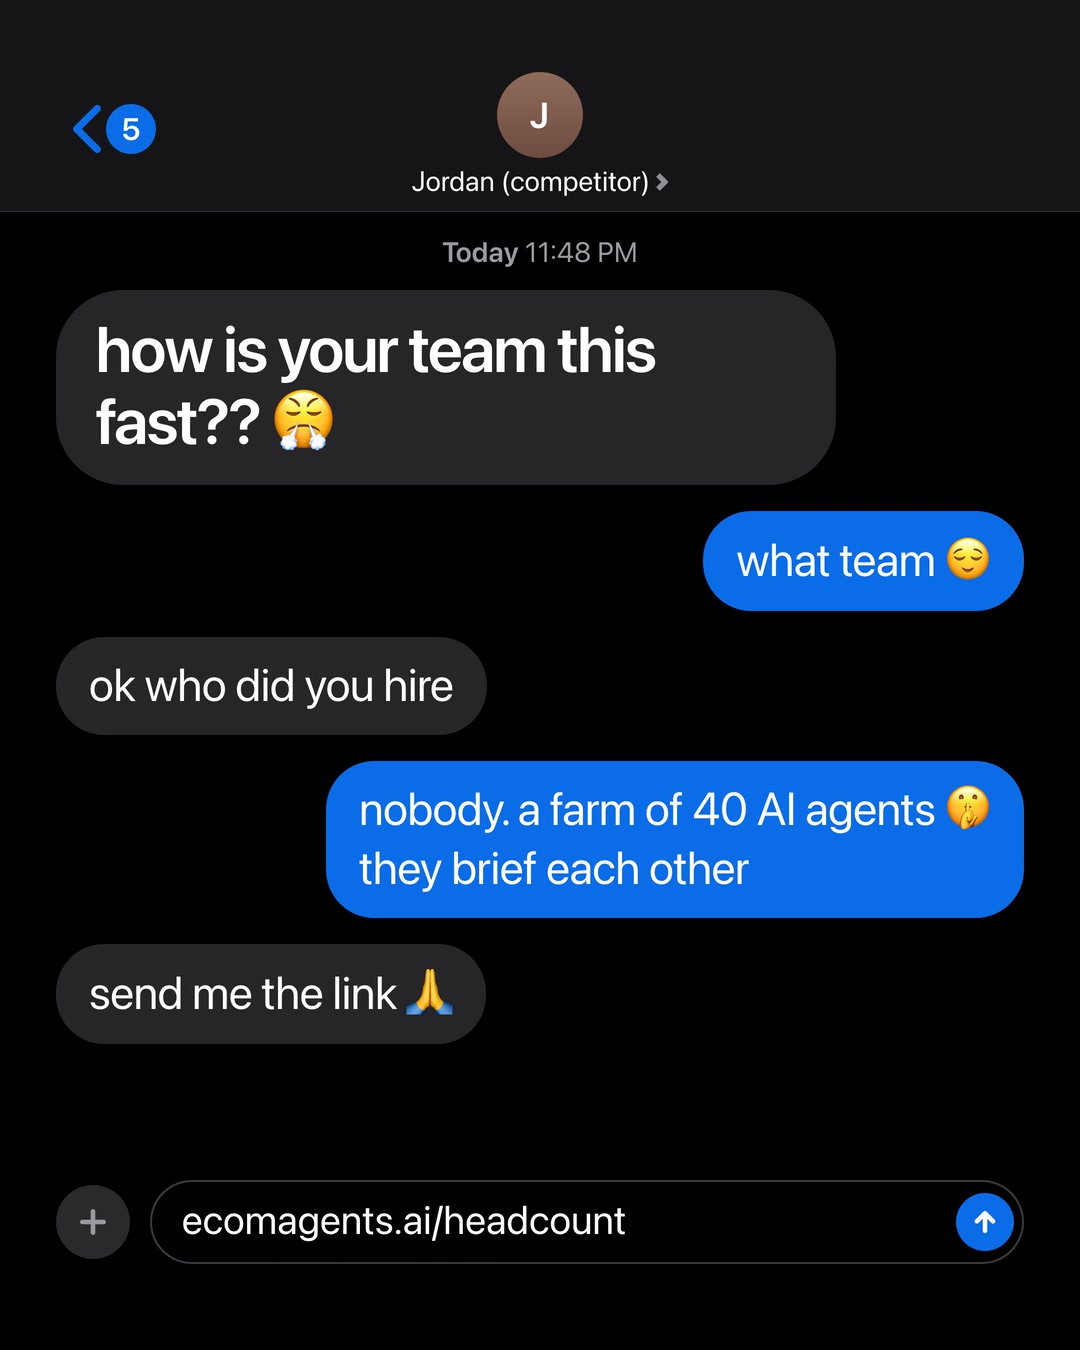 5
J
Jordan (competitor)
Today 11:48 PM
how is your team this
fast?? 😤
what team 😌
ok who did you hire
nobody. a farm of 40 AI agents 🤫
they brief each other
send me the link 🙏
ecomagents.ai/headcount